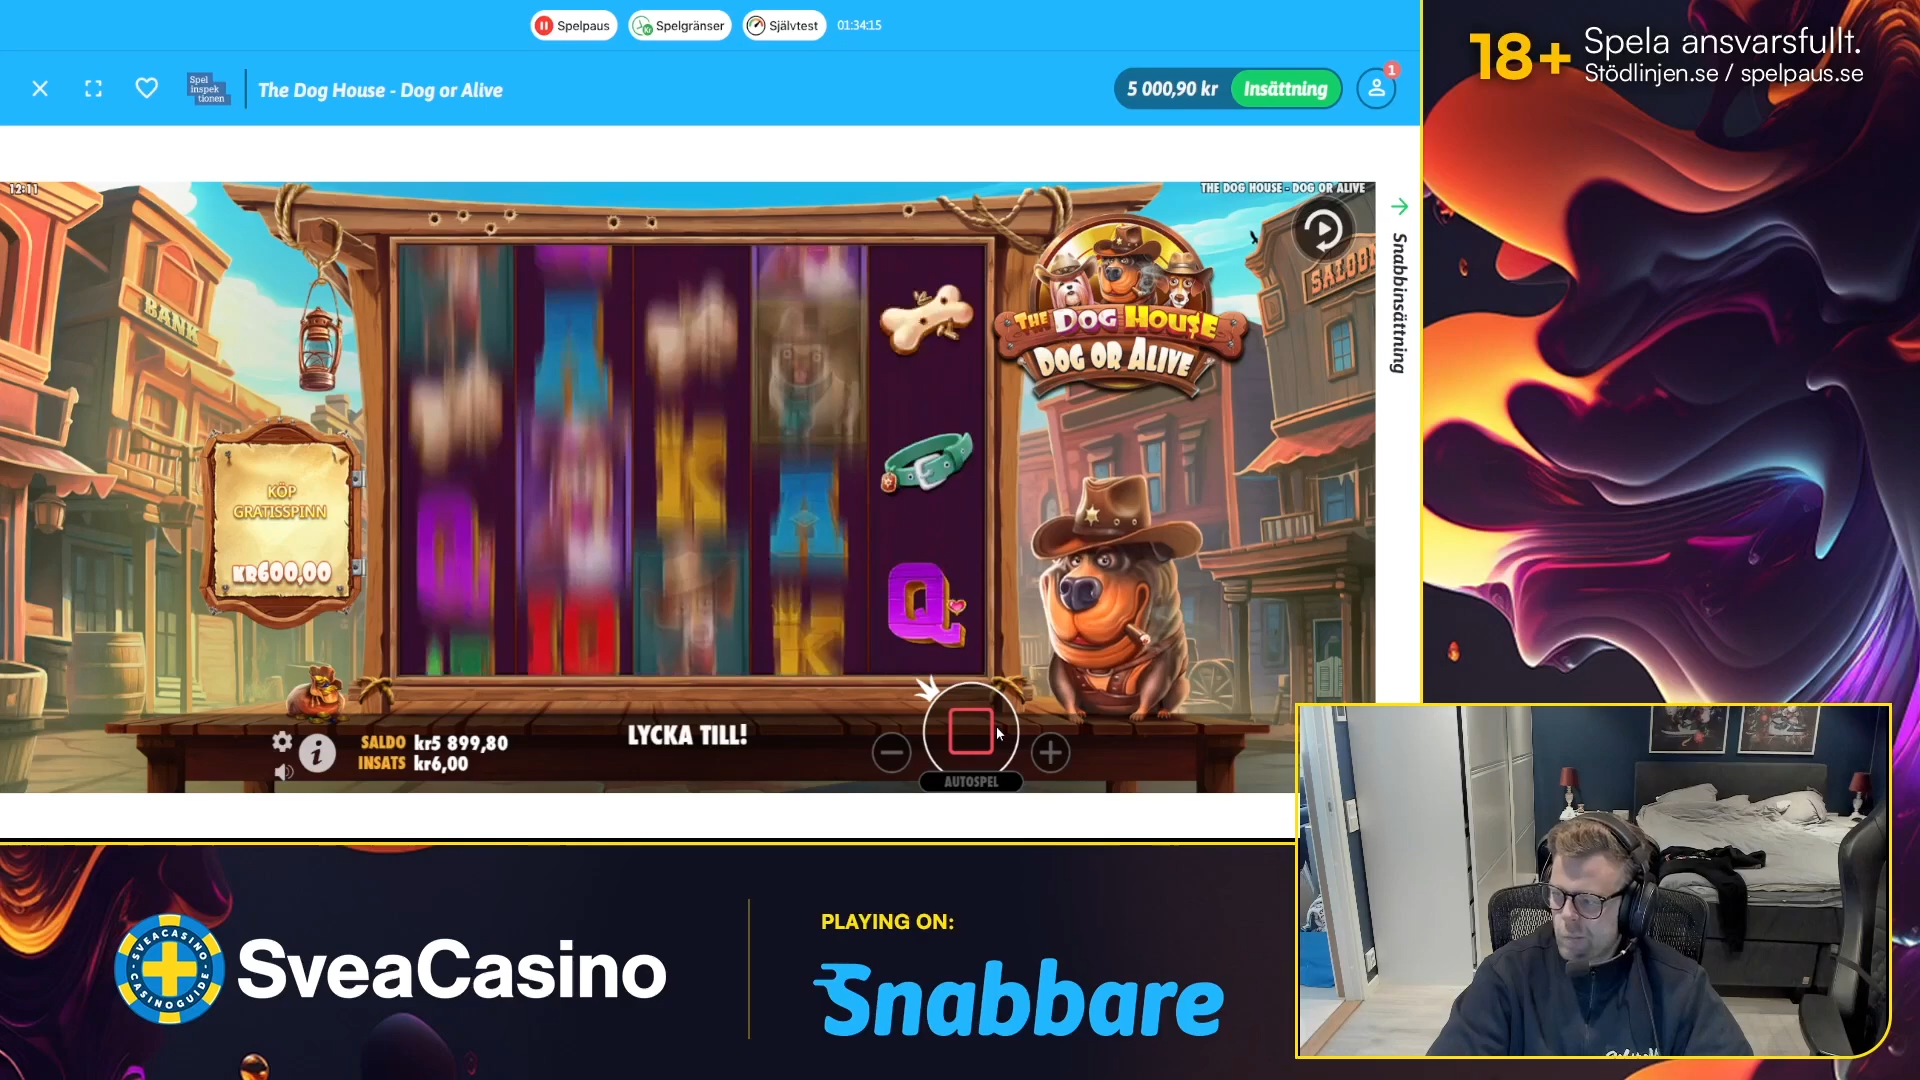 Spelpaus
Spelgränser
Självtest
01:34:15
Spel
inspek
tionen
The Dog House - Dog or Alive
5 000,90 kr
Insättning
1
18+
Spela ansvarsfullt.
Stödlinjen.se / spelpaus.se
12:11
THE DOG HOUSE - DOG OR ALIVE
Snabbinsättning
BANK
SALOON
THE DOG HOUSE
DOG OR ALIVE
KÖP
GRATISSPINN
KR600,00
K
Q
SALDO kr5 899,80
INSATS kr6,00
LYCKA TILL!
AUTOSPEL
SVEACASINO
CASINOGUIDE
SveaCasino
PLAYING ON:
Snabbare